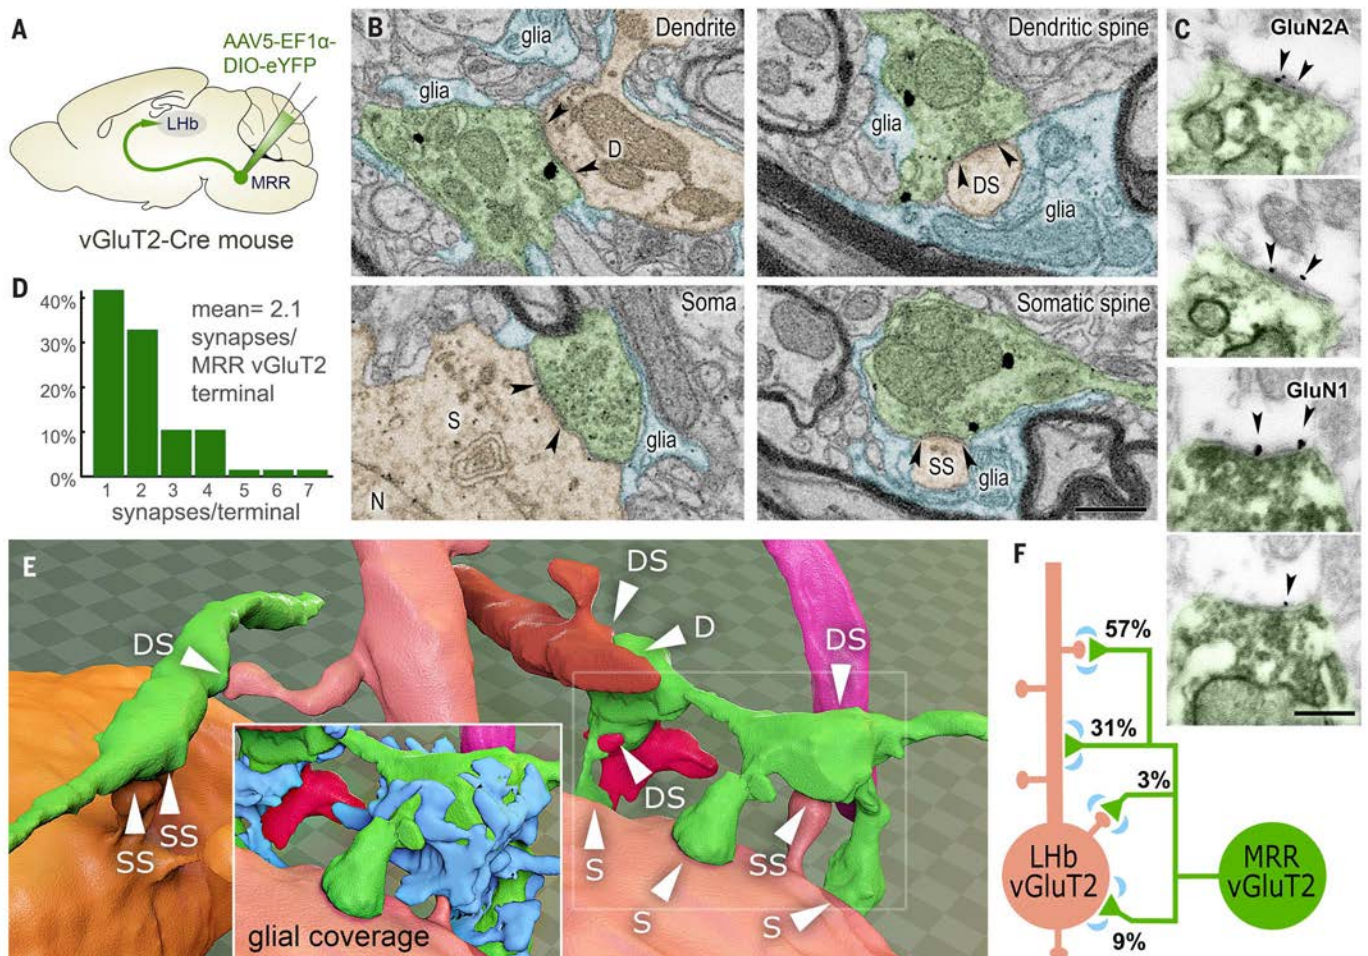 A
AAV5-EF1α-
DIO-eYFP
LHb
MRR
vGluT2-Cre mouse
B
glia
Dendrite
glia
D
Dendritic spine
glia
DS
glia
Soma
S
glia
N
Somatic spine
SS
glia
C
GluN2A
GluN1
D
40%
30%
20%
10%
0%
mean= 2.1
synapses/
MRR vGluT2
terminal
1 2 3 4 5 6 7
synapses/terminal
E
DS
SS
SS
DS
D
DS
DS
S
S
SS
S
glial coverage
F
57%
31%
3%
LHb
vGluT2
MRR
vGluT2
9%